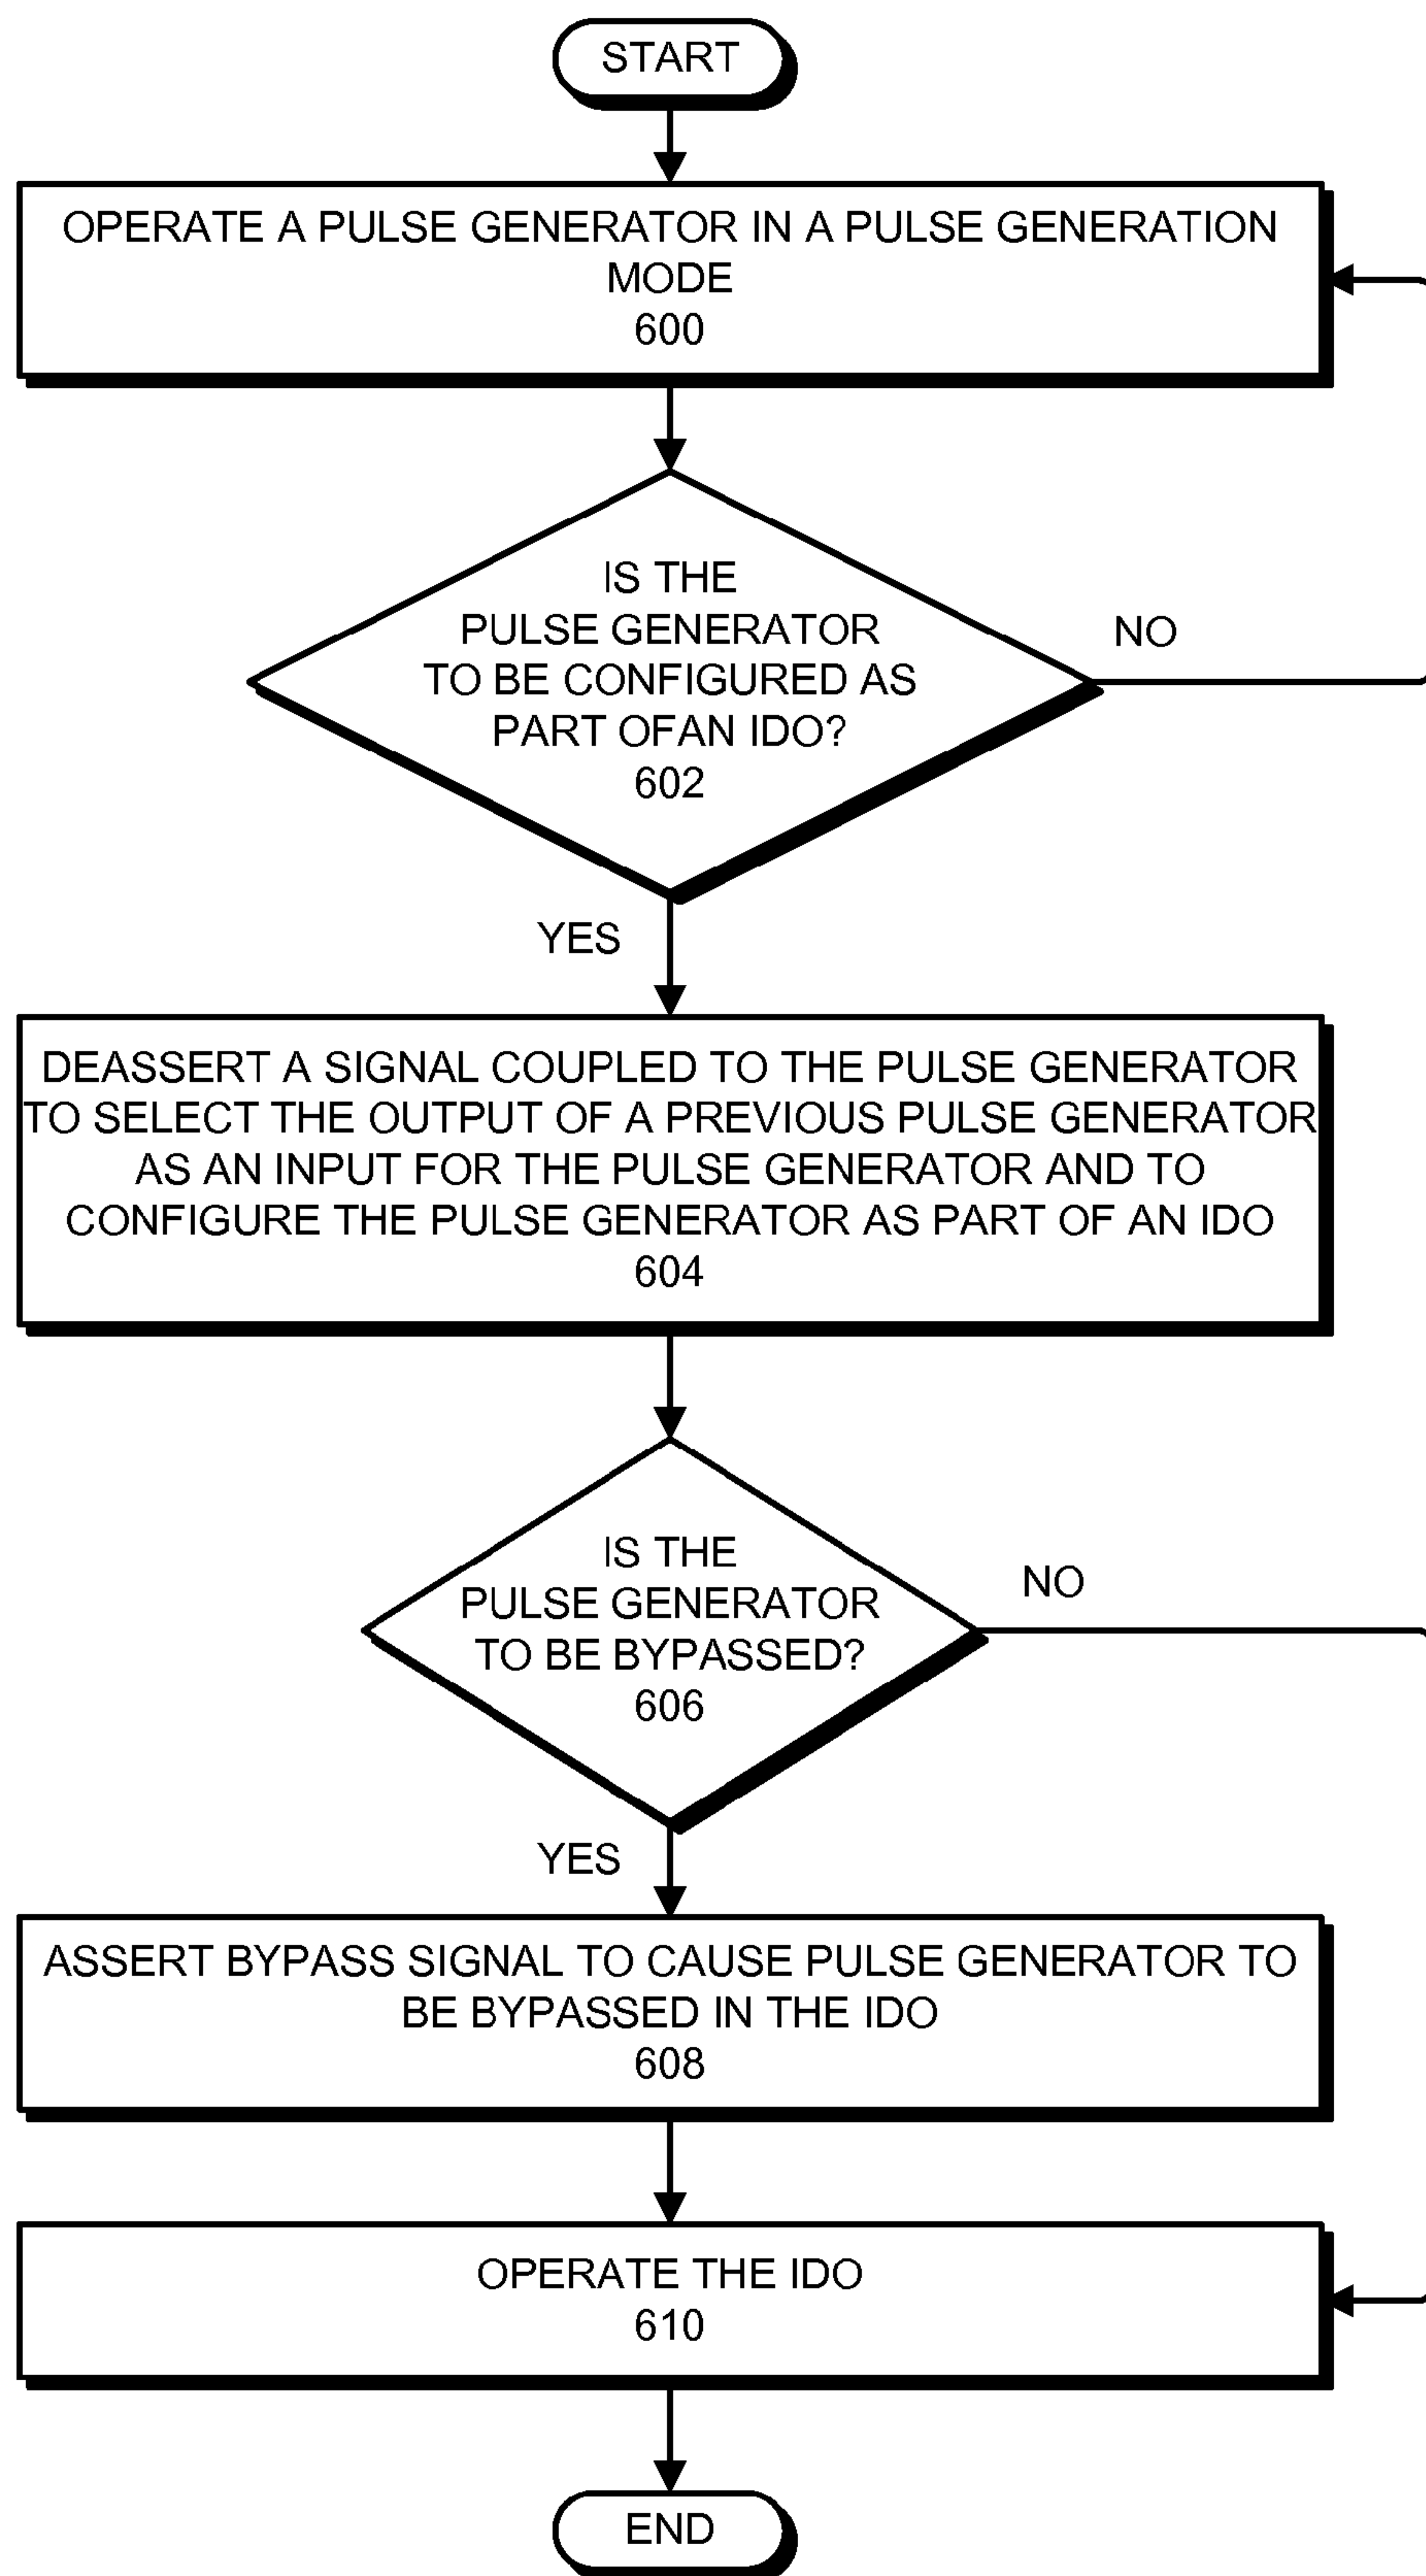 START
OPERATE A PULSE GENERATOR IN A PULSE GENERATION
MODE
600
IS THE
PULSE GENERATOR
TO BE CONFIGURED AS
PART OFAN IDO?
602
NO
YES
DEASSERT A SIGNAL COUPLED TO THE PULSE GENERATOR
TO SELECT THE OUTPUT OF A PREVIOUS PULSE GENERATOR
AS AN INPUT FOR THE PULSE GENERATOR AND TO
CONFIGURE THE PULSE GENERATOR AS PART OF AN IDO
604
IS THE
PULSE GENERATOR
TO BE BYPASSED?
606
NO
YES
ASSERT BYPASS SIGNAL TO CAUSE PULSE GENERATOR TO
BE BYPASSED IN THE IDO
608
OPERATE THE IDO
610
END